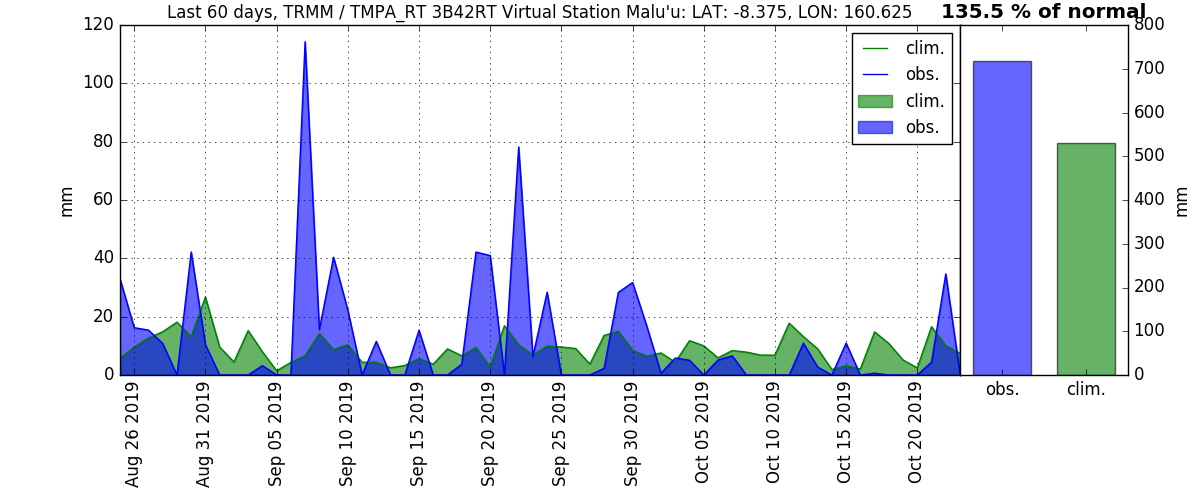 Last 60 days, TRMM / TMPA_RT 3B42RT Virtual Station Malu'u: LAT: -8.375, LON: 160.625
135.5 % of normal
120
100
80
60
40
20
0
mm
clim.
obs.
clim.
obs.
Aug 26 2019
Aug 31 2019
Sep 05 2019
Sep 10 2019
Sep 15 2019
Sep 20 2019
Sep 25 2019
Sep 30 2019
Oct 05 2019
Oct 10 2019
Oct 15 2019
Oct 20 2019
800
700
600
500
400
300
200
100
0
mm
obs.
clim.